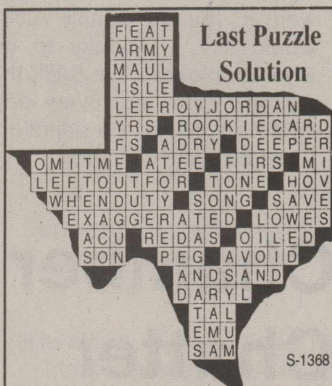 Last Puzzle
Solution
FEAT
ARMY
MAUL
ISLE
LEEROYJORDAN
YRS ROOKIECARD
FS ADRY DEEPER
OMITME ATEE FIRS MI
LEFTOUTFOR TONE HOV
WHENDUTY SONG SAVE
EXAGGERATED LOWES
ACU REDAS OILED
SON PEG AVOID
ANDSAND
DARYL
TAL
EMU
SAM
S-1368